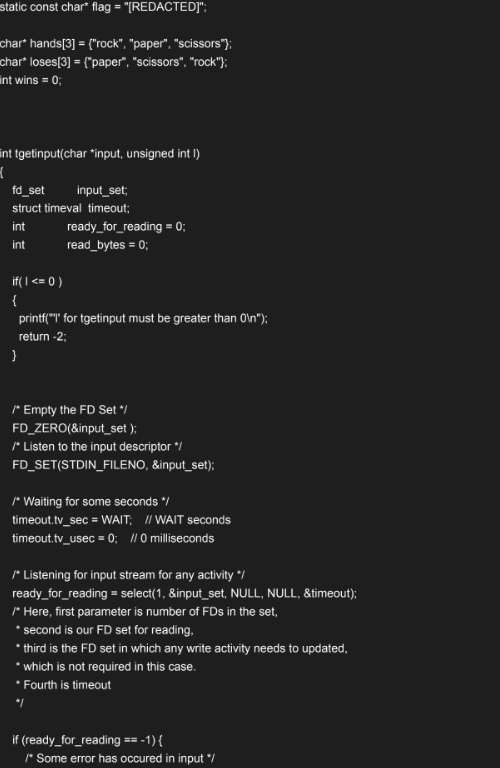 static const char* flag = "[REDACTED]";
char* hands[3] = {"rock", "paper", "scissors"};
char* loses[3] = {"paper", "scissors", "rock"};
int wins = 0;
int tgetinput(char *input, unsigned int l)
{
fd_set input_set;
struct timeval timeout;
int ready_for_reading = 0;
int read_bytes = 0;
if( l <= 0 )
{
printf("'l' for tgetinput must be greater than 0\n");
return -2;
}
/* Empty the FD Set */
FD_ZERO(&input_set );
/* Listen to the input descriptor */
FD_SET(STDIN_FILENO, &input_set);
/* Waiting for some seconds */
timeout.tv_sec = WAIT; // WAIT seconds
timeout.tv_usec = 0; // 0 milliseconds
/* Listening for input stream for any activity */
ready_for_reading = select(1, &input_set, NULL, NULL, &timeout);
/* Here, first parameter is number of FDs in the set,
* second is our FD set for reading,
* third is the FD set in which any write activity needs to updated,
* which is not required in this case.
* Fourth is timeout
*/
if (ready_for_reading == -1) {
/* Some error has occured in input */